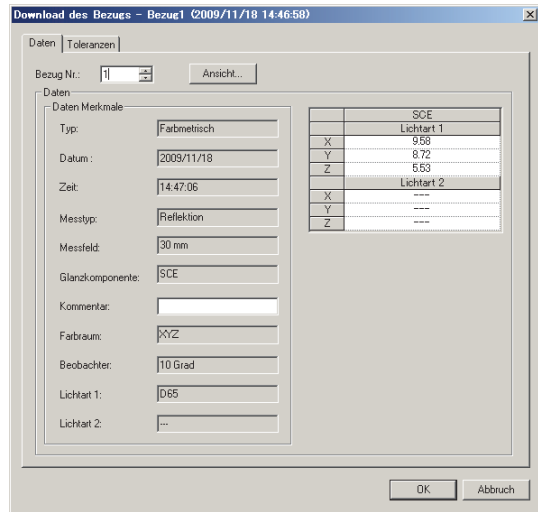 Download des Bezugs - Bezug1 (2009/11/18 14:46:58)
Daten Toleranzen
Bezug Nr.: 1 Ansicht...
Daten
Daten Merkmale
Typ: Farbmetrisch
Datum : 2009/11/18
Zeit: 14:47:06
Messtyp: Reflektion
Messfeld: 30 mm
Glanzkomponente: SCE
Kommentar:
Farbraum: XYZ
Beobachter: 10 Grad
Lichtart 1: D65
Lichtart 2: ---
SCE
Lichtart 1
X 9.58
Y 8.72
Z 5.53
Lichtart 2
X ---
Y ---
Z ---
OK Abbruch